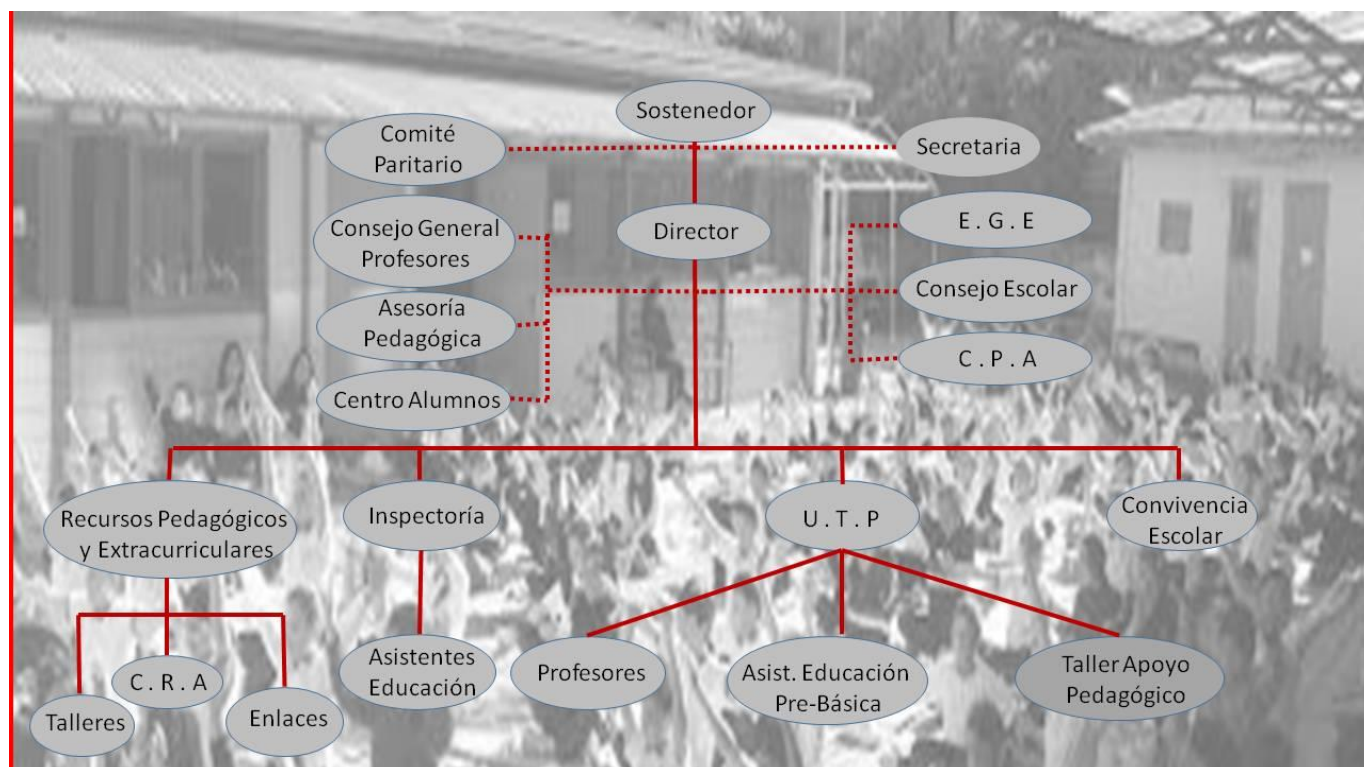 Sostenedor
Comité
Paritario
Secretaria
Consejo General
Profesores
Director
E . G . E
Asesoría
Pedagógica
Consejo Escolar
Centro Alumnos
C . P . A
Recursos Pedagógicos
y Extracurriculares
Inspectoría
U . T . P
Convivencia
Escolar
Talleres
C . R . A
Enlaces
Asistentes
Educación
Profesores
Asist. Educación
Pre-Básica
Taller Apoyo
Pedagógico